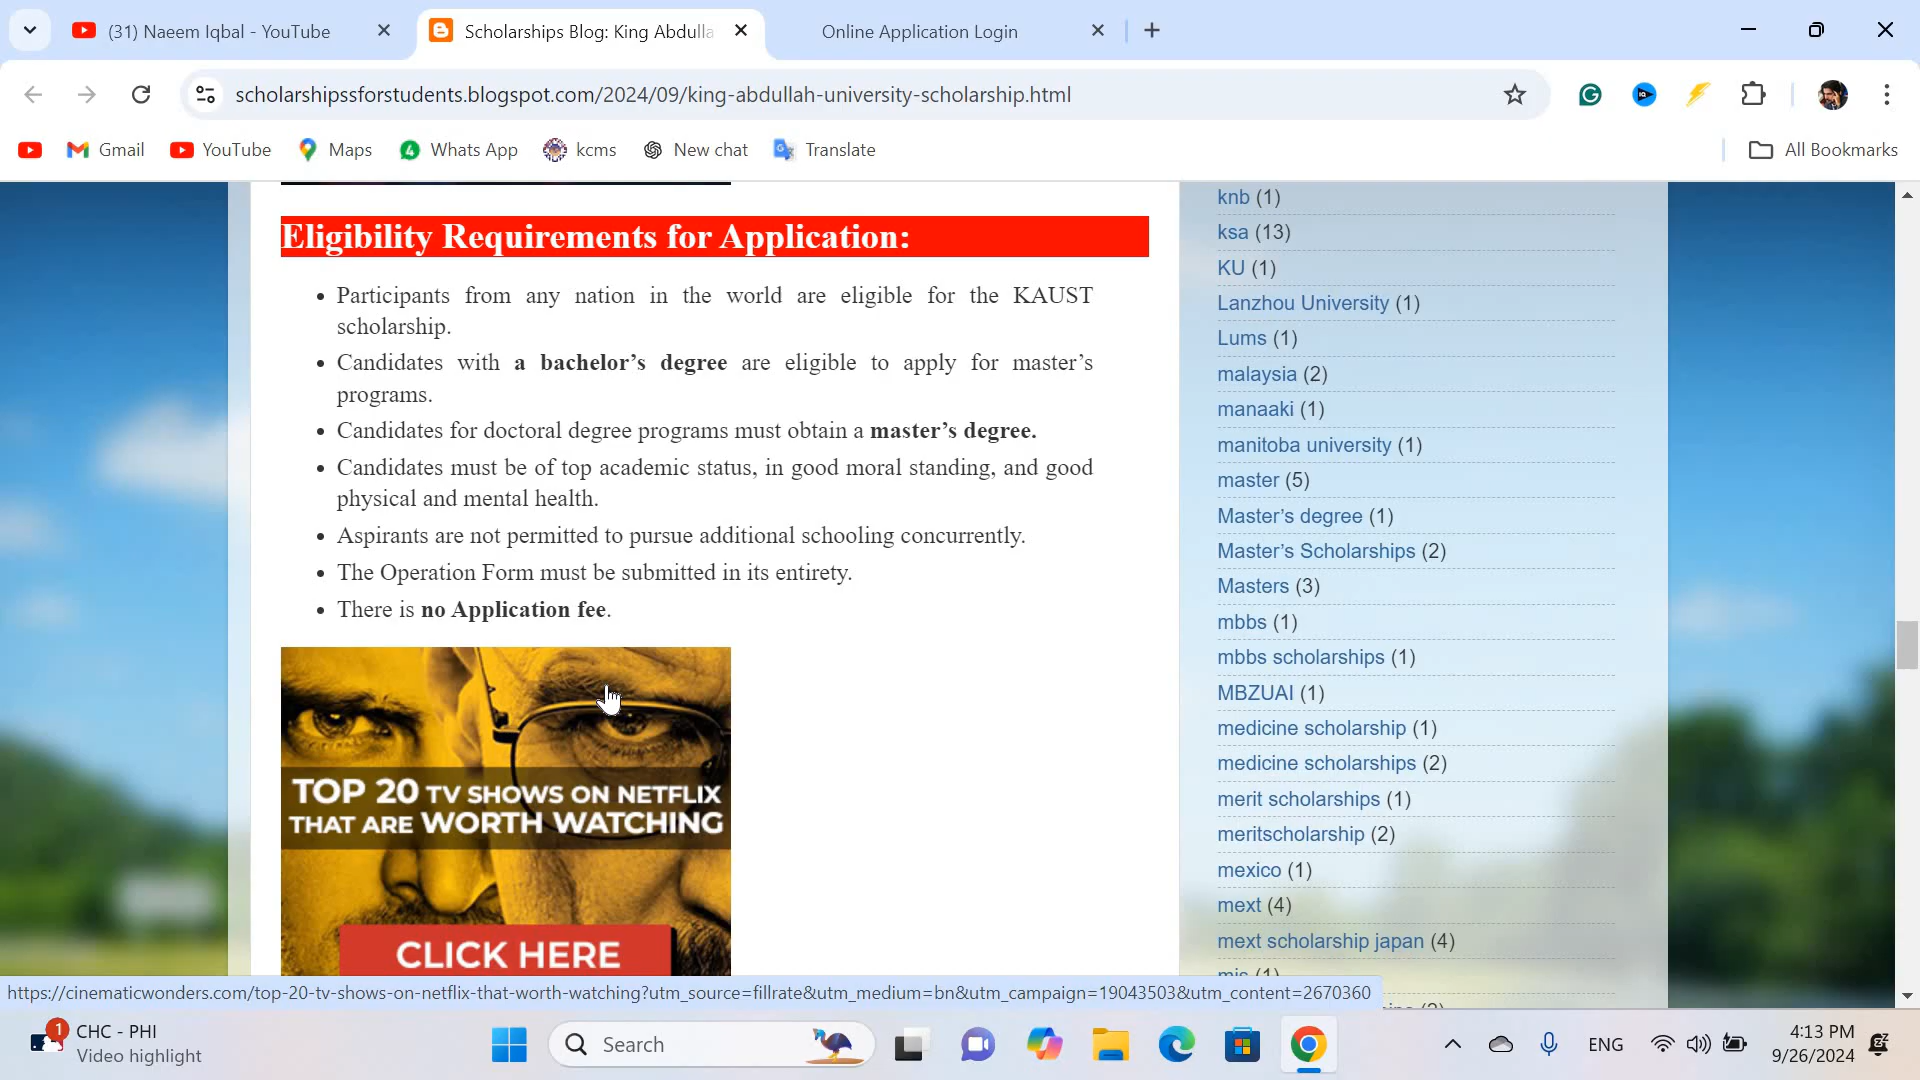 (31) Naeem Iqbal - YouTube
Scholarships Blog: King Abdulla
Online Application Login
scholarshipssforstudents.blogspot.com/2024/09/king-abdullah-university-scholarship.html
Gmail
YouTube
Maps
4
Whats App
kcms
New chat
Translate
All Bookmarks
Eligibility Requirements for Application:
• Participants from any nation in the world are eligible for the KAUST
scholarship.
• Candidates with a bachelor’s degree are eligible to apply for master’s
programs.
• Candidates for doctoral degree programs must obtain a master’s degree.
• Candidates must be of top academic status, in good moral standing, and good
physical and mental health.
• Aspirants are not permitted to pursue additional schooling concurrently.
• The Operation Form must be submitted in its entirety.
• There is no Application fee.
TOP 20 TV SHOWS ON NETFLIX
THAT ARE WORTH WATCHING
CLICK HERE
knb (1)
ksa (13)
KU (1)
Lanzhou University (1)
Lums (1)
malaysia (2)
manaaki (1)
manitoba university (1)
master (5)
Master’s degree (1)
Master’s Scholarships (2)
Masters (3)
mbbs (1)
mbbs scholarships (1)
MBZUAI (1)
medicine scholarship (1)
medicine scholarships (2)
merit scholarships (1)
meritscholarship (2)
mexico (1)
mext (4)
mext scholarship japan (4)
https://cinematicwonders.com/top-20-tv-shows-on-netflix-that-worth-watching?utm_source=fillrate&utm_medium=bn&utm_campaign=19043503&utm_content=2670360
1
CHC - PHI
Video highlight
Search
ENG
4:13 PM
9/26/2024